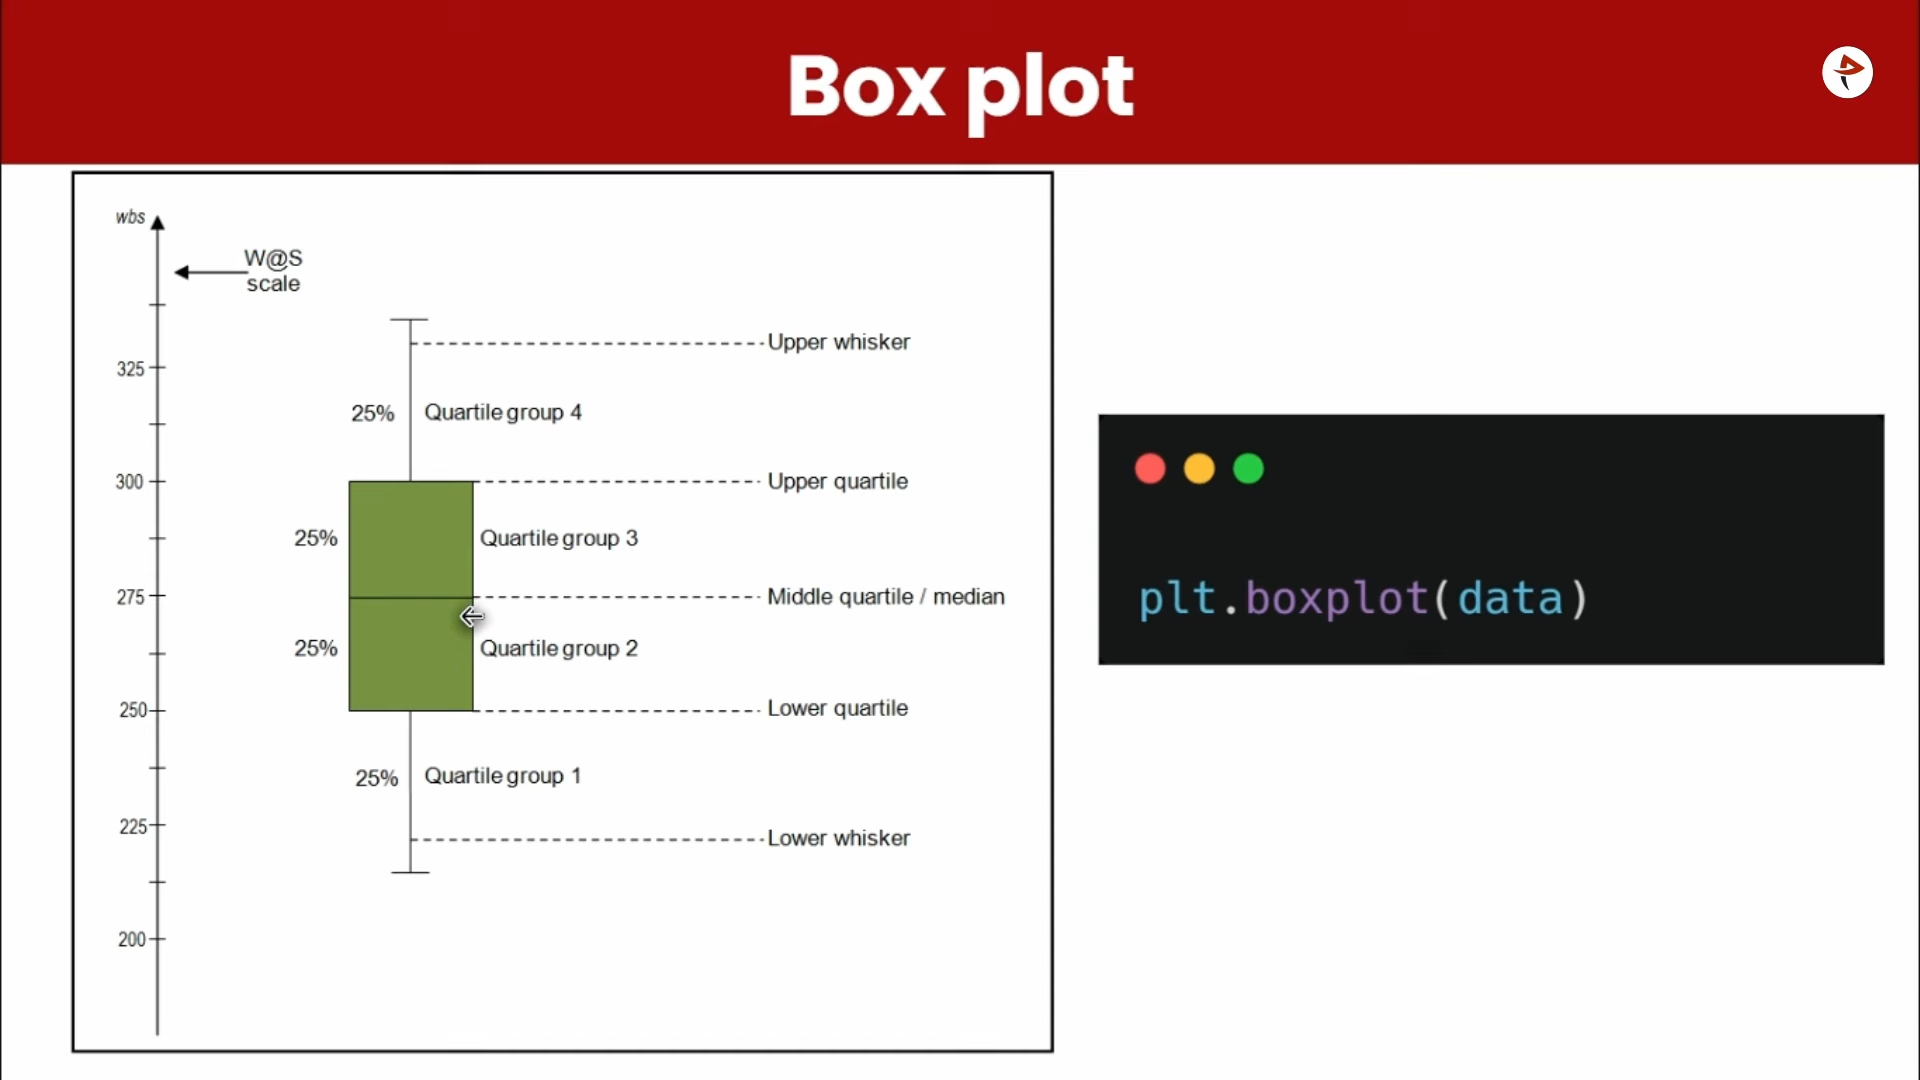 Box plot
wbs
W@S
scale
Upper whisker
325
25% Quartile group 4
300
Upper quartile
25% Quartile group 3
275
Middle quartile / median
25% Quartile group 2
250
Lower quartile
25% Quartile group 1
225
Lower whisker
200
plt.boxplot(data)